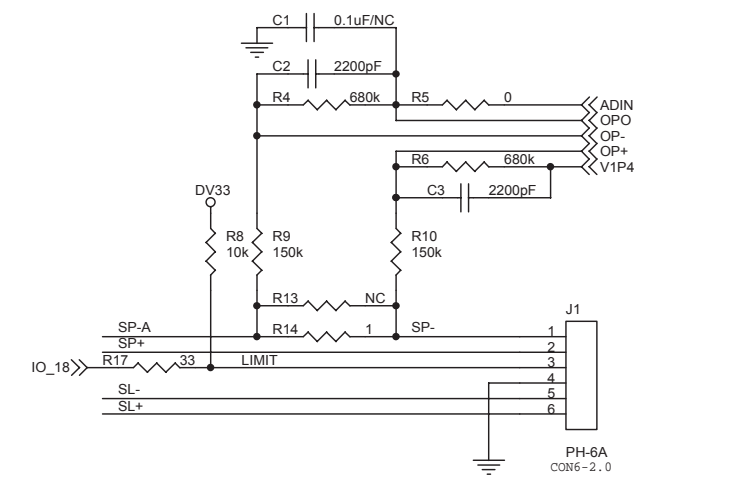 C1 0.1uF/NC
C2 2200pF
R4 680k R5 0 ADIN
OPO
OP-
OP+
R6 680k V1P4
C3 2200pF
DV33
R8 R9 R10
10k 150k 150k
R13 NC
J1
SP-A R14 1 SP- 1
SP+ 2
IO_18 R17 33 LIMIT 3
4
SL- 5
SL+ 6
PH-6A
CON6-2.0